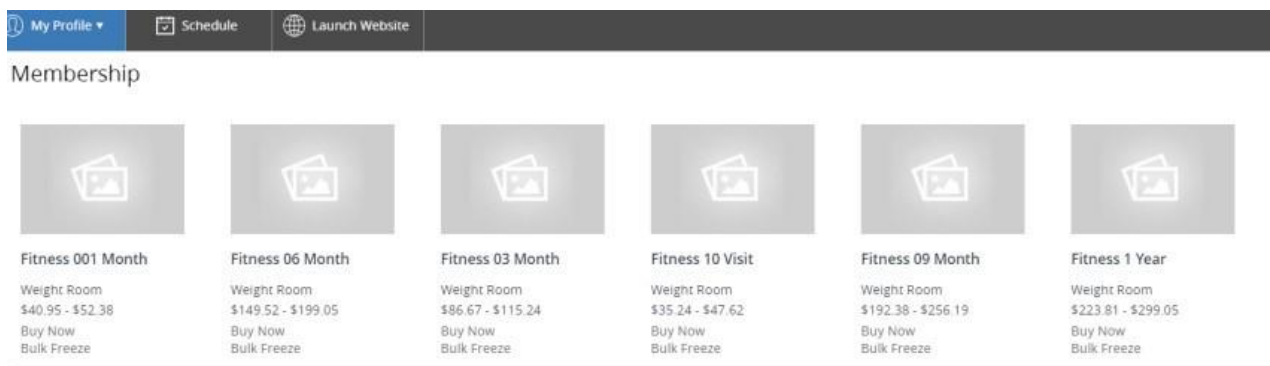 My Profile ▾
Schedule
Launch Website
Membership
Fitness 001 Month
Weight Room
$40.95 - $52.38
Buy Now
Bulk Freeze
Fitness 06 Month
Weight Room
$149.52 - $199.05
Buy Now
Bulk Freeze
Fitness 03 Month
Weight Room
$86.67 - $115.24
Buy Now
Bulk Freeze
Fitness 10 Visit
Weight Room
$35.24 - $47.62
Buy Now
Bulk Freeze
Fitness 09 Month
Weight Room
$192.38 - $256.19
Buy Now
Bulk Freeze
Fitness 1 Year
Weight Room
$223.81 - $299.05
Buy Now
Bulk Freeze